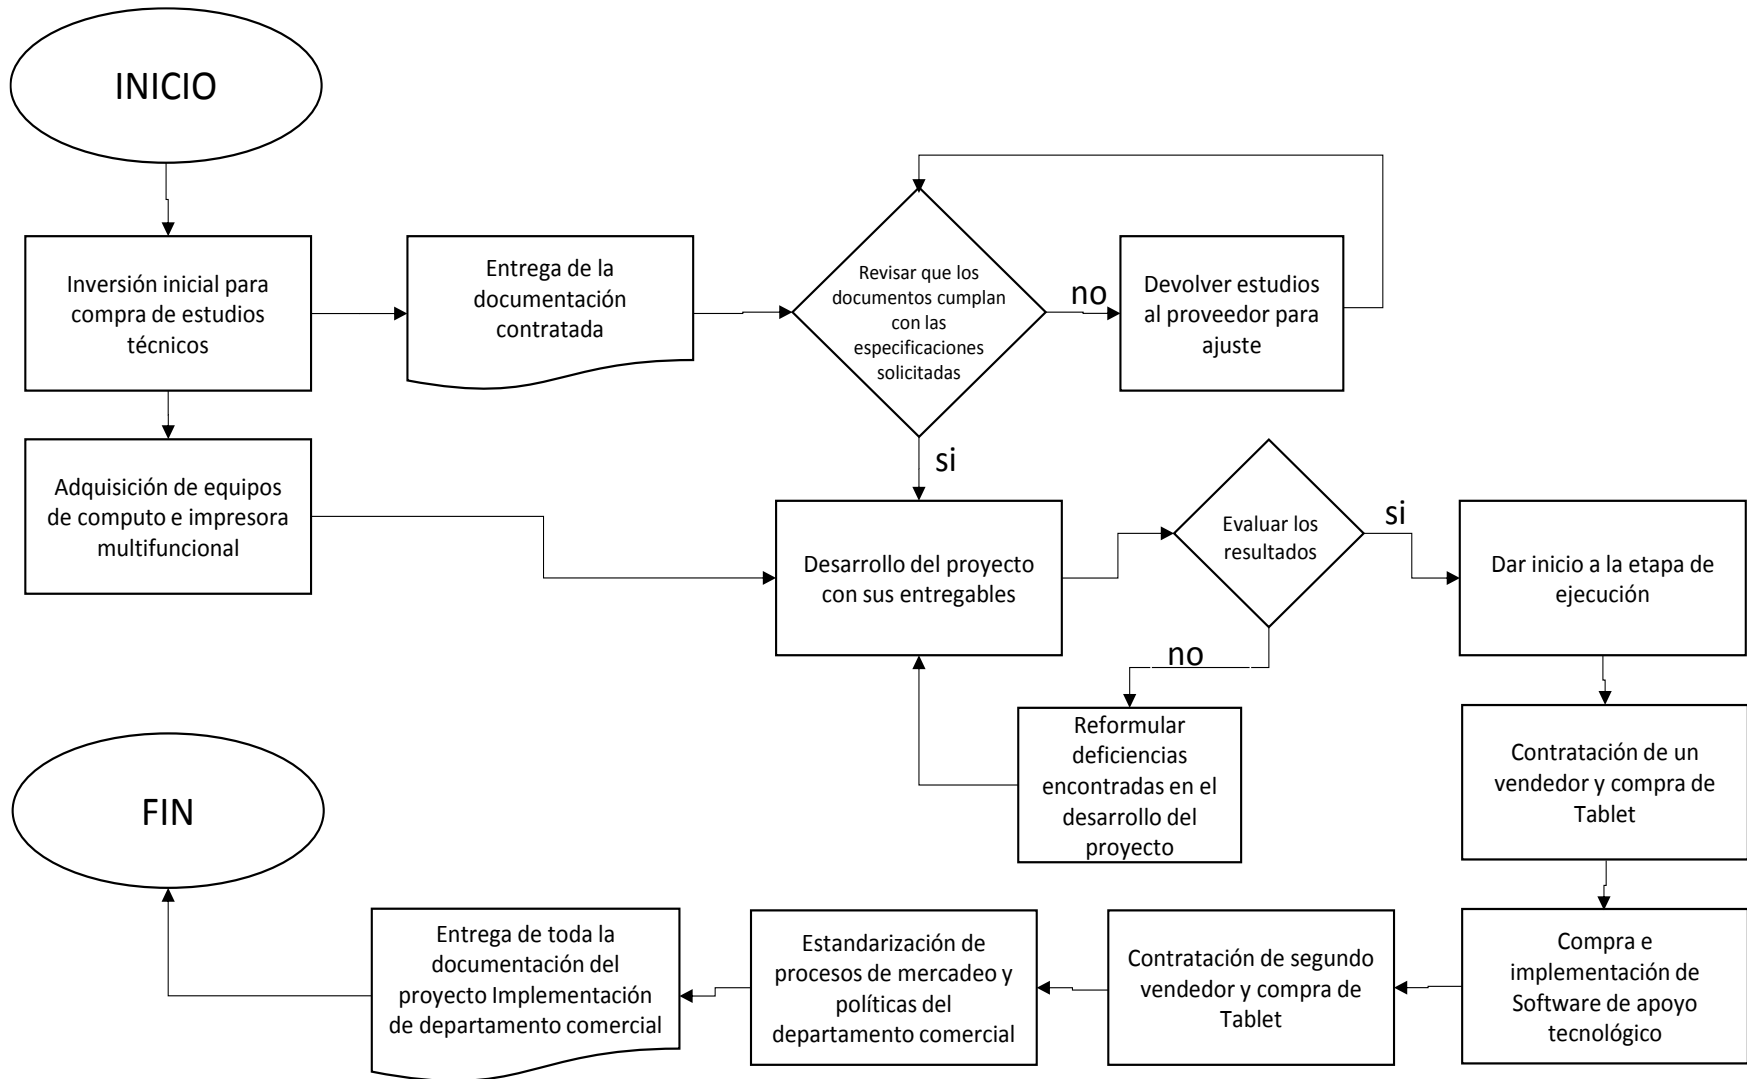 INICIO
Inversión inicial para
compra de estudios
técnicos
Entrega de la
documentación
contratada
Revisar que los
documentos cumplan
con las
especificaciones
solicitadas
no
Devolver estudios
al proveedor para
ajuste
si
Adquisición de equipos
de computo e impresora
multifuncional
Desarrollo del proyecto
con sus entregables
Evaluar los
resultados
si
Dar inicio a la etapa de
ejecución
no
Reformular
deficiencias
encontradas en el
desarrollo del
proyecto
Contratación de un
vendedor y compra de
Tablet
Compra e
implementación de
Software de apoyo
tecnológico
Contratación de segundo
vendedor y compra de
Tablet
Estandarización de
procesos de mercadeo y
políticas del
departamento comercial
Entrega de toda la
documentación del
proyecto Implementación
de departamento comercial
FIN